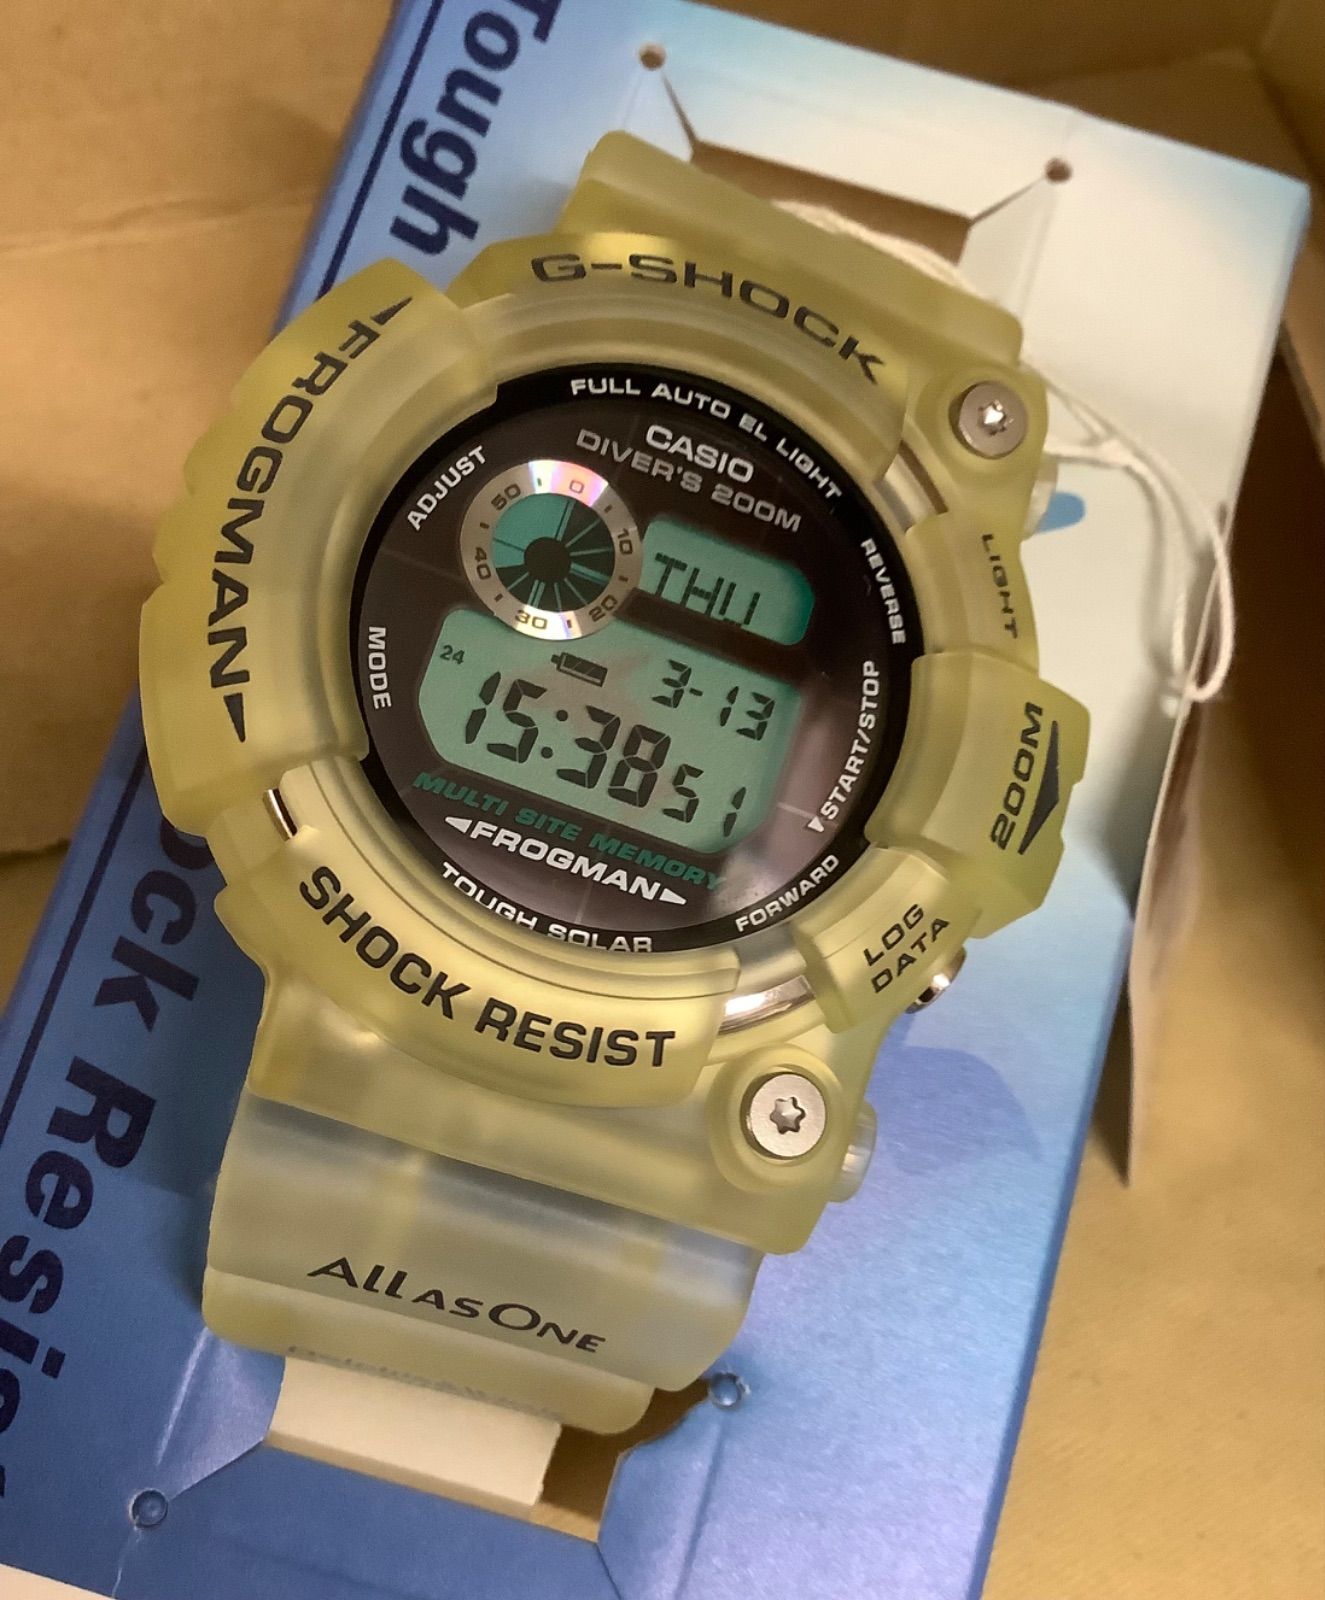 Tough
G-SHOCK
◄FROGMAN►
FULL AUTO EL LIGHT
CASIO
DIVER'S 200M
ADJUST
REVERSE
LIGHT
0
10
20
30
40
50
THU
MODE
24
3-13
15:38 51
START/STOP
200M
MULTI SITE MEMORY
◄FROGMAN►
TOUGH SOLAR
FORWARD
LOG
DATA
SHOCK RESIST
ock Resis
ALL AS ONE